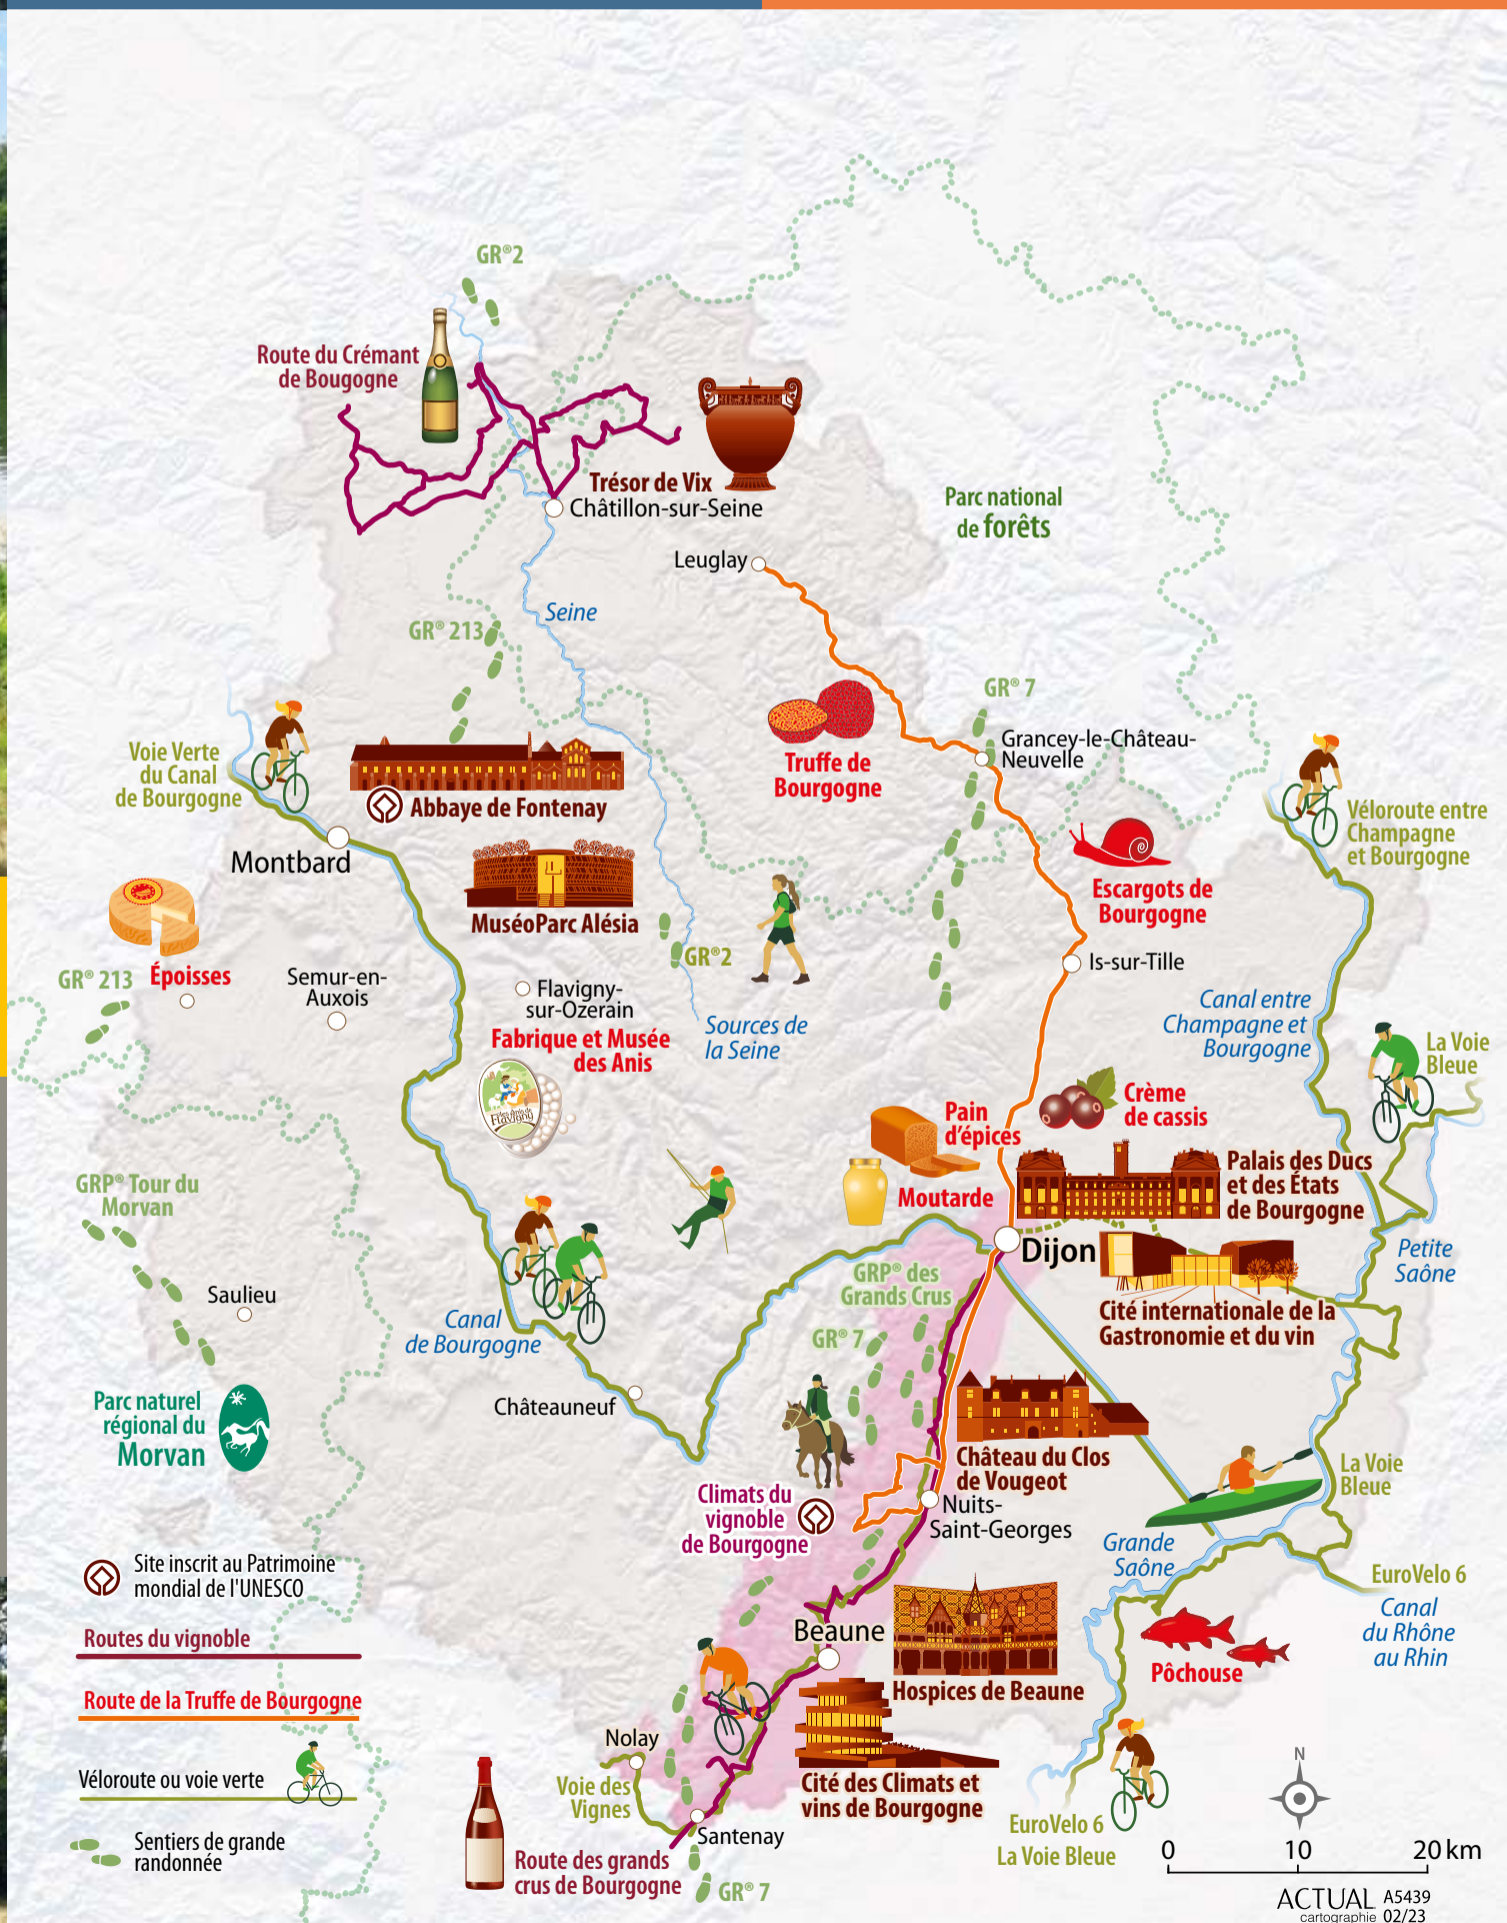 GR®2
Route du Crémant
de Bougogne
Trésor de Vix
Châtillon-sur-Seine
Parc national
de forêts
Leuglay
Seine
GR® 213
GR® 7
Grancey-le-Château-
Neuvelle
Voie Verte
du Canal
de Bourgogne
Truffe de
Bourgogne
Abbaye de Fontenay
Véloroute entre
Champagne
et Bourgogne
Montbard
Escargots de
Bourgogne
MuséoParc Alésia
GR®2
GR® 213
Époisses
Semur-en-
Auxois
Flavigny-
sur-Ozerain
Is-sur-Tille
Fabrique et Musée
des Anis
Sources de
la Seine
Canal entre
Champagne et
Bourgogne
La Voie
Bleue
Les Anis de
Flavigny
Crème
de cassis
Pain
d'épices
Moutarde
Palais des Ducs
et des États
de Bourgogne
GRP® Tour du
Morvan
Dijon
Petite
Saône
GRP® des
Grands Crus
Saulieu
Canal
de Bourgogne
Cité internationale de la
Gastronomie et du vin
GR® 7
Châteauneuf
Parc naturel
régional du
Morvan
Château du Clos
de Vougeot
La Voie
Bleue
Climats du
vignoble
de Bourgogne
Nuits-
Saint-Georges
Grande
Saône
EuroVelo 6
Canal
du Rhône
au Rhin
Site inscrit au Patrimoine
mondial de l'UNESCO
Routes du vignoble
Route de la Truffe de Bourgogne
Véloroute ou voie verte
Sentiers de grande
randonnée
Beaune
Pôchouse
Hospices de Beaune
Nolay
Voie des
Vignes
Cité des Climats et
vins de Bourgogne
Santenay
EuroVelo 6
La Voie Bleue
Route des grands
crus de Bourgogne
GR® 7
N
0 10 20 km
ACTUAL A5439
cartographie 02/23